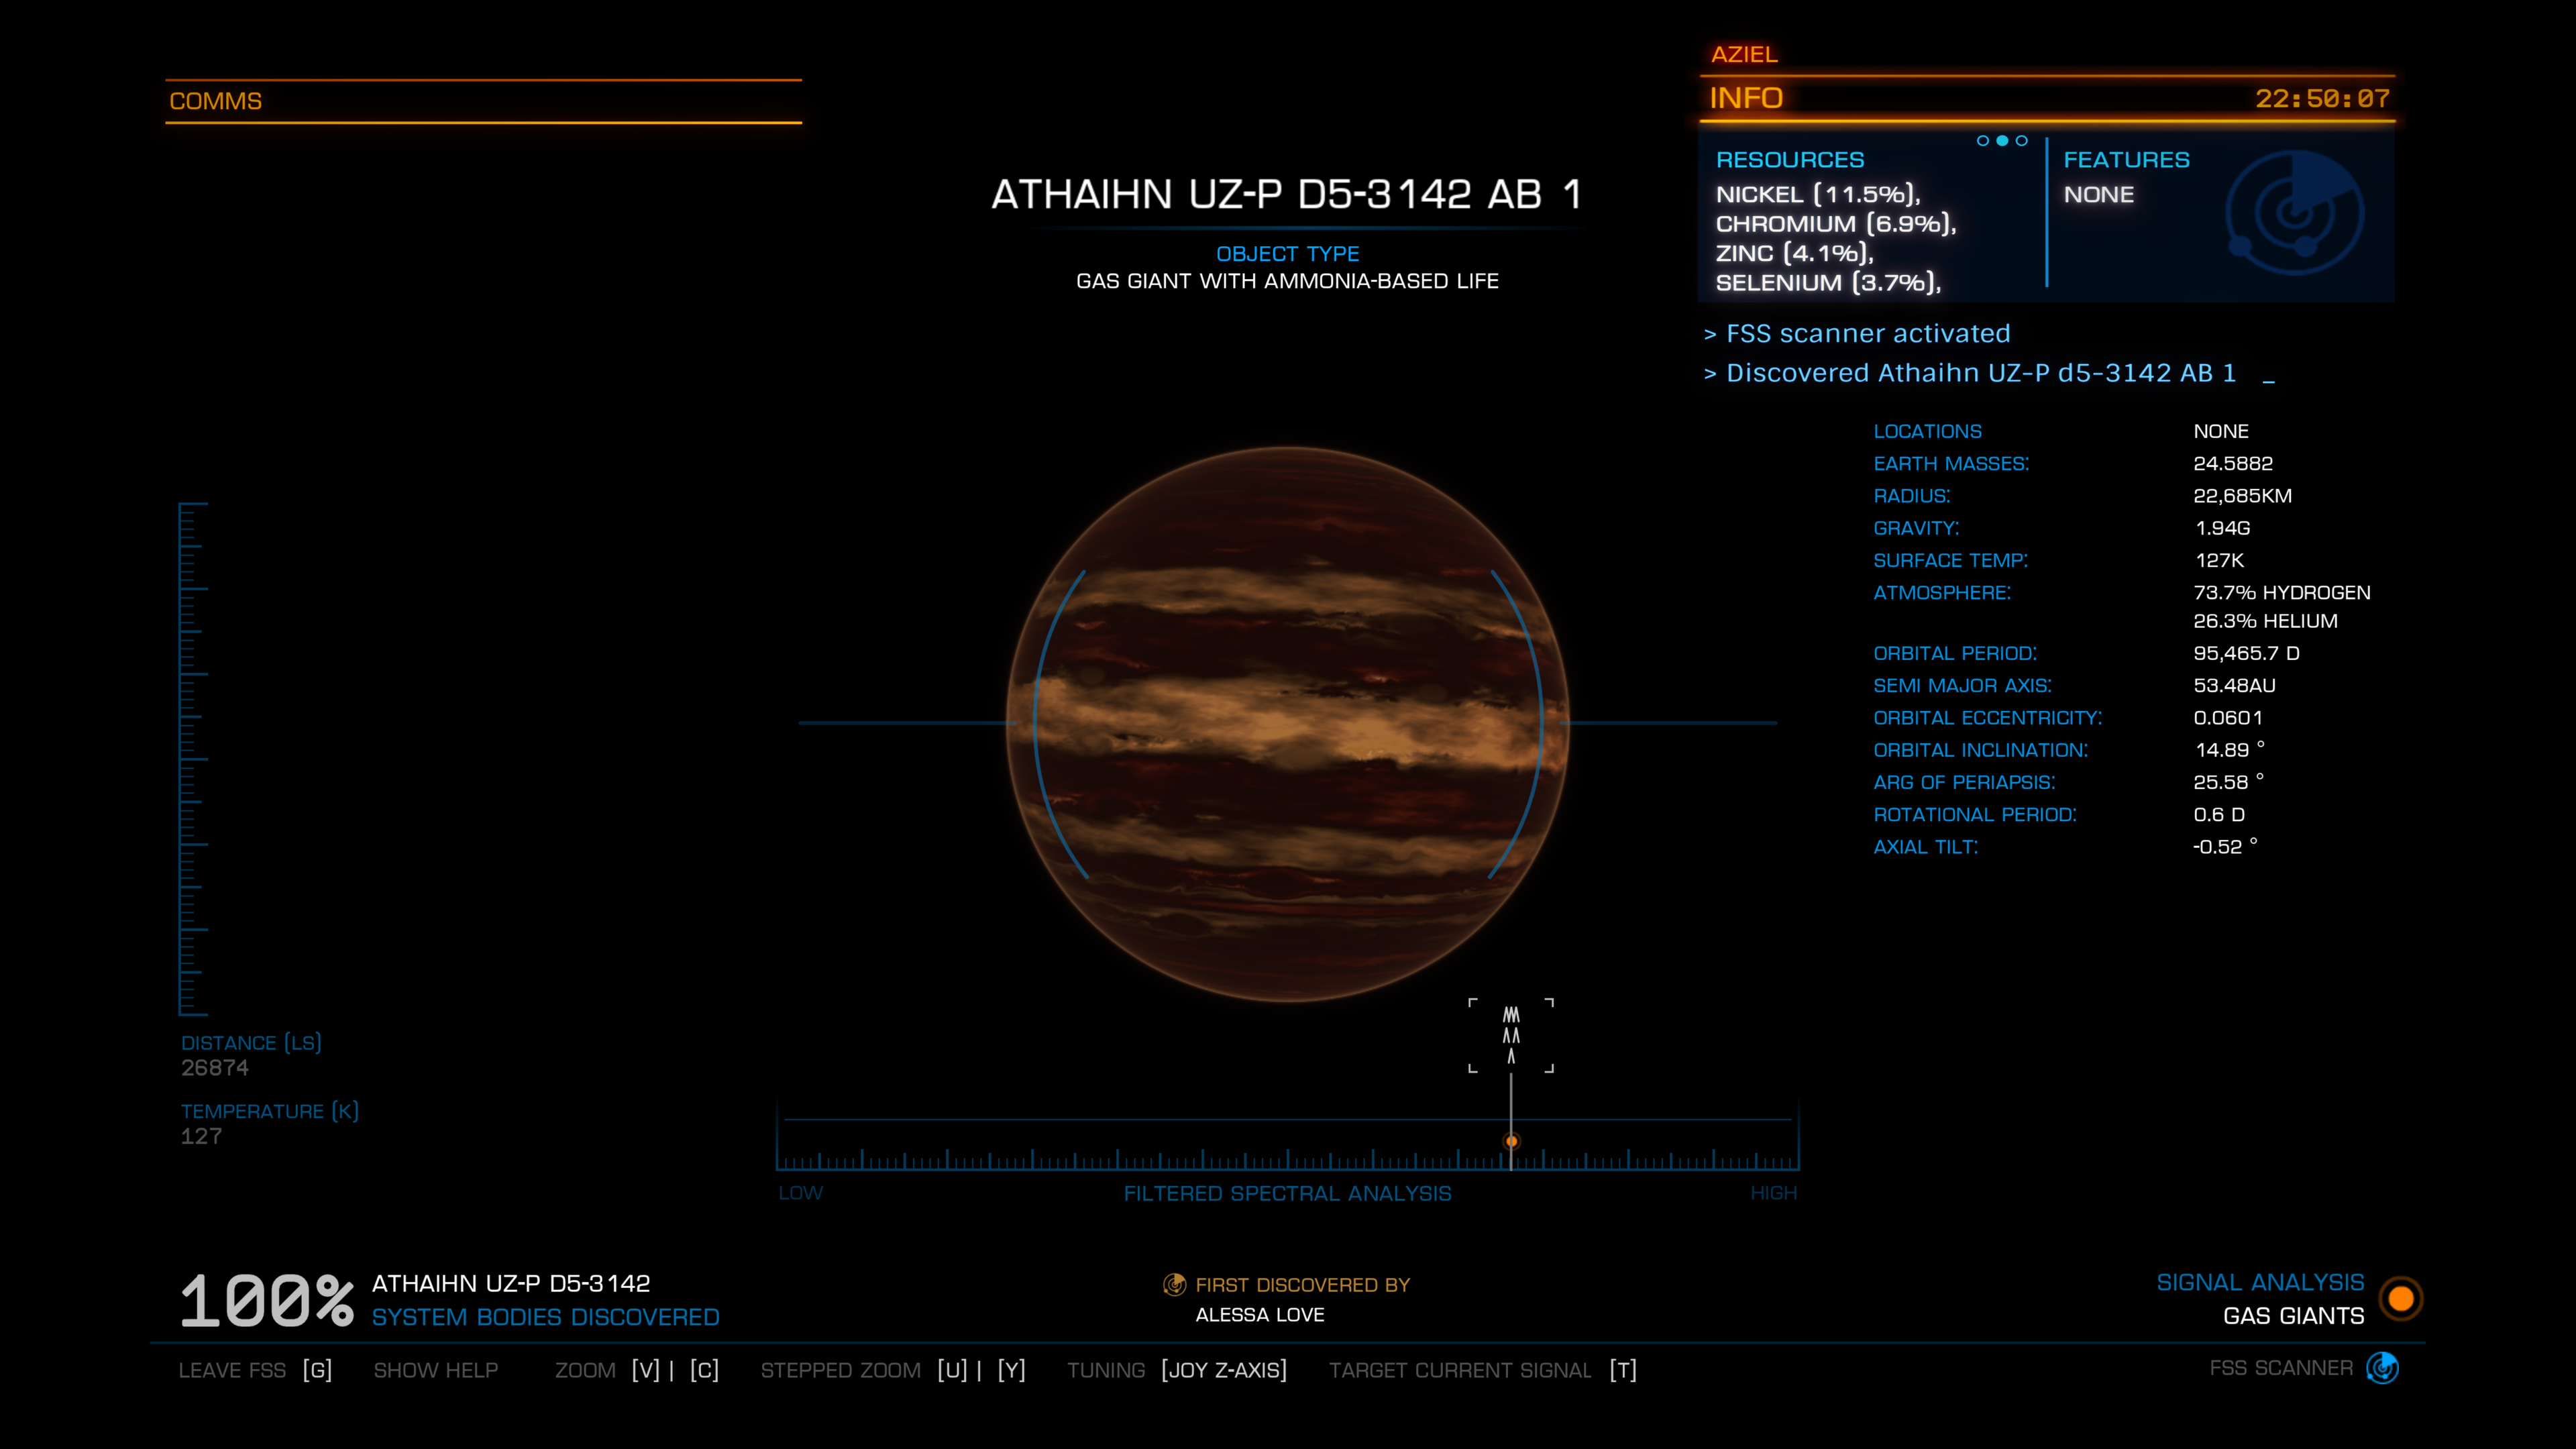 AZIEL
COMMS
INFO 22:50:07
RESOURCES
NICKEL (11.5%),
CHROMIUM (6.9%),
ZINC (4.1%),
SELENIUM (3.7%),
FEATURES
NONE
ATHAIHN UZ-P D5-3142 AB 1
OBJECT TYPE
GAS GIANT WITH AMMONIA-BASED LIFE
> FSS scanner activated
> Discovered Athaihn UZ-P d5-3142 AB 1 _
LOCATIONS NONE
EARTH MASSES: 24.5882
RADIUS: 22,685KM
GRAVITY: 1.94G
SURFACE TEMP: 127K
ATMOSPHERE: 73.7% HYDROGEN
26.3% HELIUM
ORBITAL PERIOD: 95,465.7 D
SEMI MAJOR AXIS: 53.48AU
ORBITAL ECCENTRICITY: 0.0601
ORBITAL INCLINATION: 14.89 °
ARG OF PERIAPSIS: 25.58 °
ROTATIONAL PERIOD: 0.6 D
AXIAL TILT: -0.52 °
DISTANCE (LS)
26874
TEMPERATURE (K)
127
LOW FILTERED SPECTRAL ANALYSIS HIGH
100%
ATHAIHN UZ-P D5-3142
SYSTEM BODIES DISCOVERED
FIRST DISCOVERED BY
ALESSA LOVE
SIGNAL ANALYSIS
GAS GIANTS
LEAVE FSS [G] SHOW HELP ZOOM [V] | [C] STEPPED ZOOM [U] | [Y] TUNING [JOY Z-AXIS] TARGET CURRENT SIGNAL [T] FSS SCANNER